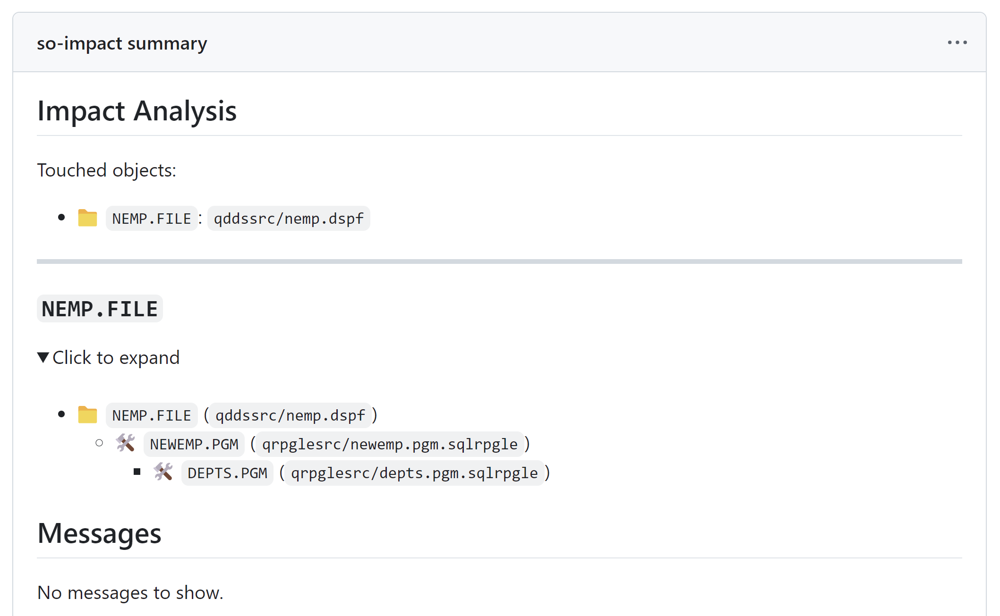 so-impact summary
Impact Analysis
Touched objects:
NEMP.FILE: qddssrc/nemp.dspf
NEMP.FILE
Click to expand
NEMP.FILE (qddssrc/nemp.dspf)
NEWEMP.PGM (qrpglesrc/newemp.pgm.sqlrpgle)
DEPTS.PGM (qrpglesrc/depts.pgm.sqlrpgle)
Messages
No messages to show.